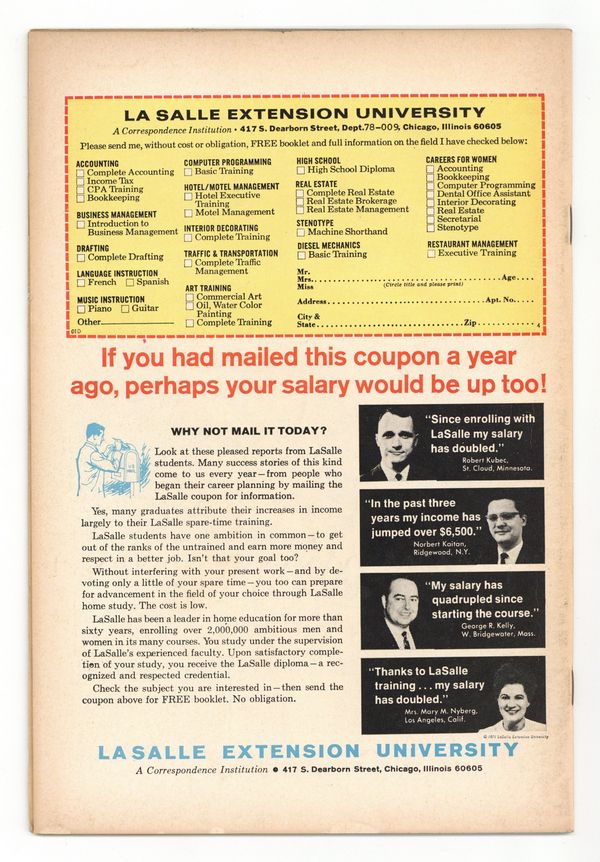 LA SALLE EXTENSION UNIVERSITY
A Correspondence Institution • 417 S. Dearborn Street, Dept. 78-009, Chicago, Illinois 60605
Please send me, without cost or obligation, FREE booklet and full information on the field I have checked below:
ACCOUNTING
Complete Accounting
Income Tax
CPA Training
Bookkeeping
BUSINESS MANAGEMENT
Introduction to
Business Management
DRAFTING
Complete Drafting
LANGUAGE INSTRUCTION
French Spanish
MUSIC INSTRUCTION
Piano Guitar
Other
010
COMPUTER PROGRAMMING
Basic Training
HOTEL/MOTEL MANAGEMENT
Hotel Executive
Training
Motel Management
INTERIOR DECORATING
Complete Training
TRAFFIC & TRANSPORTATION
Complete Traffic
Management
ART TRAINING
Commercial Art
Oil, Water Color
Painting
Complete Training
HIGH SCHOOL
High School Diploma
REAL ESTATE
Complete Real Estate
Real Estate Brokerage
Real Estate Management
STENOTYPE
Machine Shorthand
DIESEL MECHANICS
Basic Training
CAREERS FOR WOMEN
Accounting
Bookkeeping
Computer Programming
Dental Office Assistant
Interior Decorating
Real Estate
Secretarial
Stenotype
RESTAURANT MANAGEMENT
Executive Training
Mr.
Mrs. Age
Miss (Circle title and please print)
Address Apt. No.
City &
State Zip 4
If you had mailed this coupon a year
ago, perhaps your salary would be up too!
WHY NOT MAIL IT TODAY?
Look at these pleased reports from LaSalle
students. Many success stories of this kind
come to us every year—from people who
began their career planning by mailing the
LaSalle coupon for information.
Yes, many graduates attribute their increases in income
largely to their LaSalle spare-time training.
LaSalle students have one ambition in common—to get
out of the ranks of the untrained and earn more money and
respect in a better job. Isn't that your goal too?
Without interfering with your present work—and by de-
voting only a little of your spare time—you too can prepare
for advancement in the field of your choice through LaSalle
home study. The cost is low.
LaSalle has been a leader in home education for more than
sixty years, enrolling over 2,000,000 ambitious men and
women in its many courses. You study under the supervision
of LaSalle's experienced faculty. Upon satisfactory comple-
tion of your study, you receive the LaSalle diploma—a rec-
ognized and respected credential.
Check the subject you are interested in—then send the
coupon above for FREE booklet. No obligation.
"Since enrolling with
LaSalle my salary
has doubled."
Robert Kubec,
St. Cloud, Minnesota.
"In the past three
years my income has
jumped over $6,500."
Norbert Kaitan,
Ridgewood, N.Y.
"My salary has
quadrupled since
starting the course."
George R. Kelly,
W. Bridgewater, Mass.
"Thanks to LaSalle
training . . . my salary
has doubled."
Mrs. Mary M. Nyberg,
Los Angeles, Calif.
© 1971 LaSalle Extension University
LASALLE EXTENSION UNIVERSITY
A Correspondence Institution • 417 S. Dearborn Street, Chicago, Illinois 60605